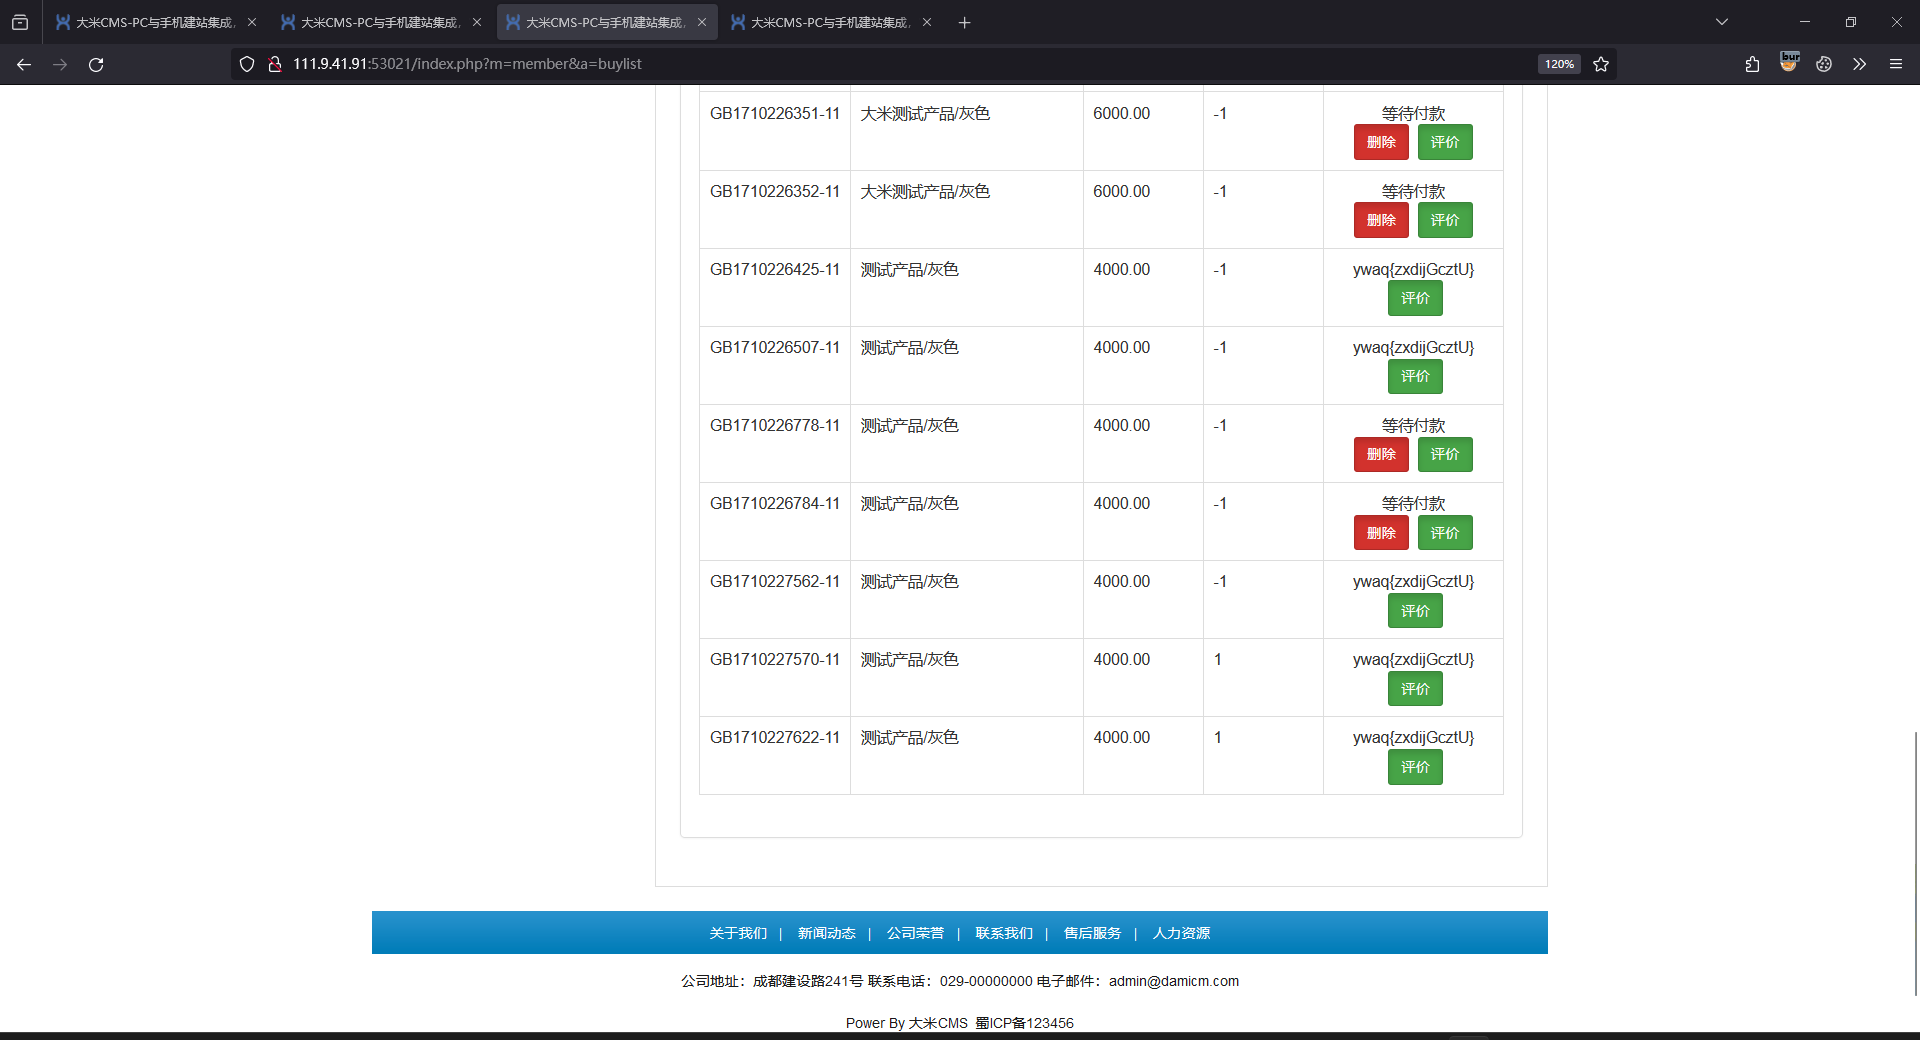 大米CMS-PC与手机建站集成,
大米CMS-PC与手机建站集成,
大米CMS-PC与手机建站集成,
大米CMS-PC与手机建站集成,
111.9.41.91:53021/index.php?m=member&a=buylist
120%
GB1710226351-11 大米测试产品/灰色 6000.00 -1 等待付款
删除 评价
GB1710226352-11 大米测试产品/灰色 6000.00 -1 等待付款
删除 评价
GB1710226425-11 测试产品/灰色 4000.00 -1 ywaq{zxdijGcztU}
评价
GB1710226507-11 测试产品/灰色 4000.00 -1 ywaq{zxdijGcztU}
评价
GB1710226778-11 测试产品/灰色 4000.00 -1 等待付款
删除 评价
GB1710226784-11 测试产品/灰色 4000.00 -1 等待付款
删除 评价
GB1710227562-11 测试产品/灰色 4000.00 -1 ywaq{zxdijGcztU}
评价
GB1710227570-11 测试产品/灰色 4000.00 1 ywaq{zxdijGcztU}
评价
GB1710227622-11 测试产品/灰色 4000.00 1 ywaq{zxdijGcztU}
评价
关于我们 | 新闻动态 | 公司荣誉 | 联系我们 | 售后服务 | 人力资源
公司地址：成都建设路241号 联系电话：029-00000000 电子邮件：admin@damicm.com
Power By 大米CMS 蜀ICP备123456